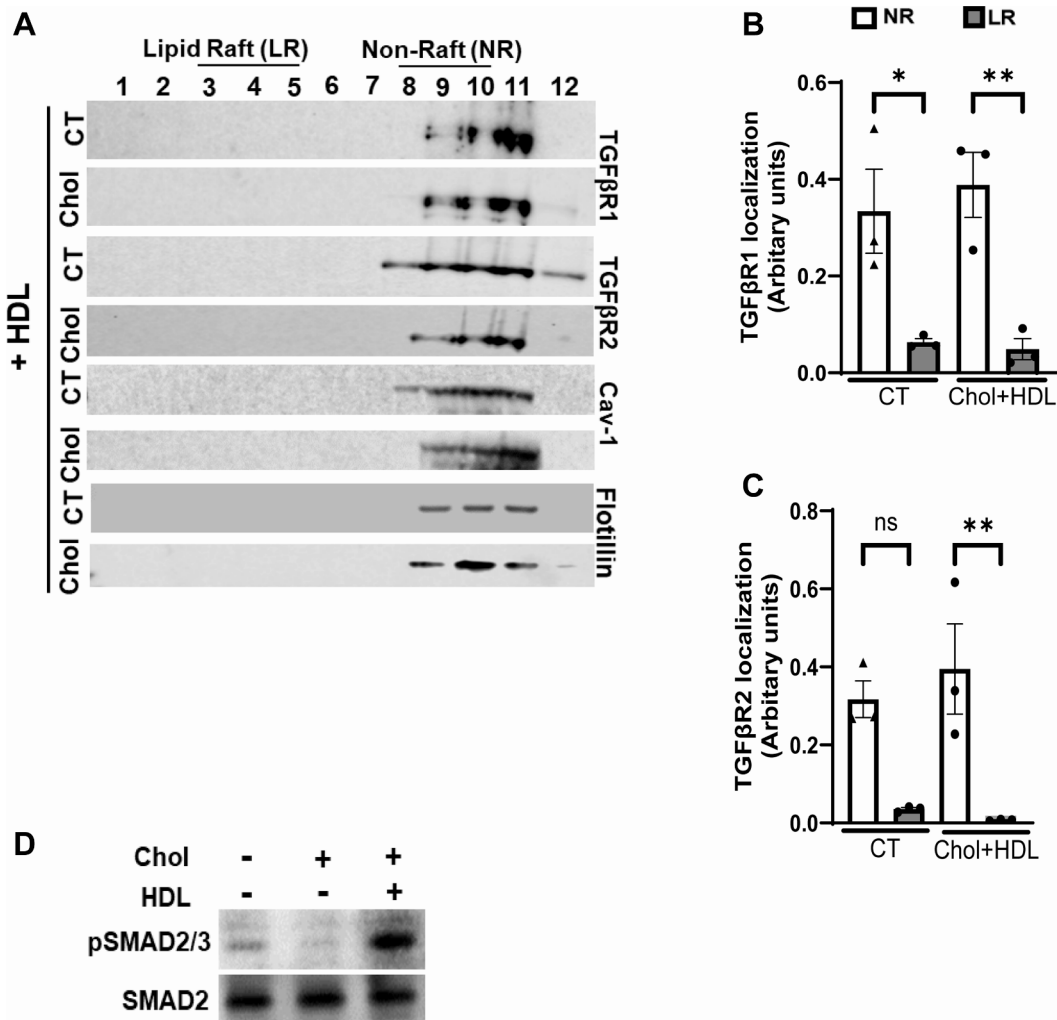 A
Lipid Raft (LR) Non-Raft (NR)
1 2 3 4 5 6 7 8 9 10 11 12
+ HDL
CT
Chol
TGFβR1
CT
Chol
TGFβR2
CT
Chol
Cav-1
CT
Chol
Flotillin
B
NR LR
* **
TGFβR1 localization
(Arbitary units)
0.6
0.4
0.2
0.0
CT Chol+HDL
C
ns **
TGFβR2 localization
(Arbitary units)
0.8
0.6
0.4
0.2
0.0
CT Chol+HDL
D
Chol - + +
HDL - - +
pSMAD2/3
SMAD2